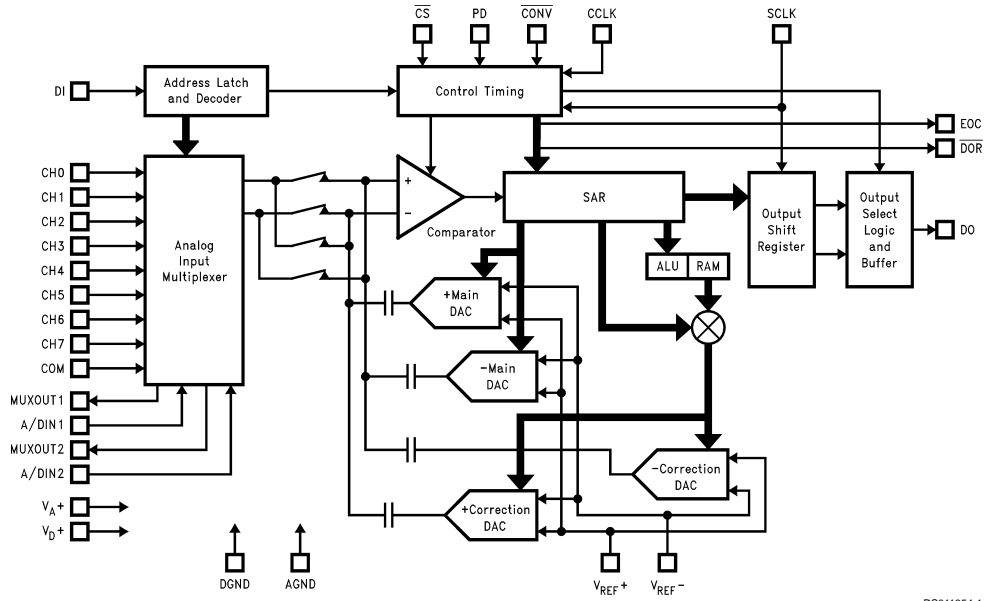 CS PD CONV CCLK SCLK
DI
Address Latch
and Decoder
Control Timing
EOC
DOR
CH0
CH1
CH2
CH3
CH4
CH5
CH6
CH7
COM
MUXOUT1
A/DIN1
MUXOUT2
A/DIN2
VA+
VD+
Analog
Input
Multiplexer
+
−
Comparator
SAR
Output
Shift
Register
Output
Select
Logic
and
Buffer
DO
ALU RAM
+Main
DAC
−Main
DAC
−Correction
DAC
+Correction
DAC
DGND AGND VREF+ VREF−